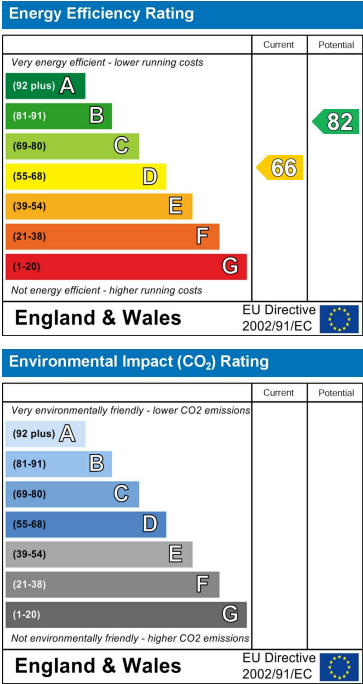 Energy Efficiency Rating
Current Potential
Very energy efficient - lower running costs
(92 plus) A
(81-91) B
82
(69-80) C
(55-68) D
66
(39-54) E
(21-38) F
(1-20) G
Not energy efficient - higher running costs
England & Wales
EU Directive
2002/91/EC
Environmental Impact (CO₂) Rating
Current Potential
Very environmentally friendly - lower CO2 emissions
(92 plus) A
(81-91) B
(69-80) C
(55-68) D
(39-54) E
(21-38) F
(1-20) G
Not environmentally friendly - higher CO2 emissions
England & Wales
EU Directive
2002/91/EC